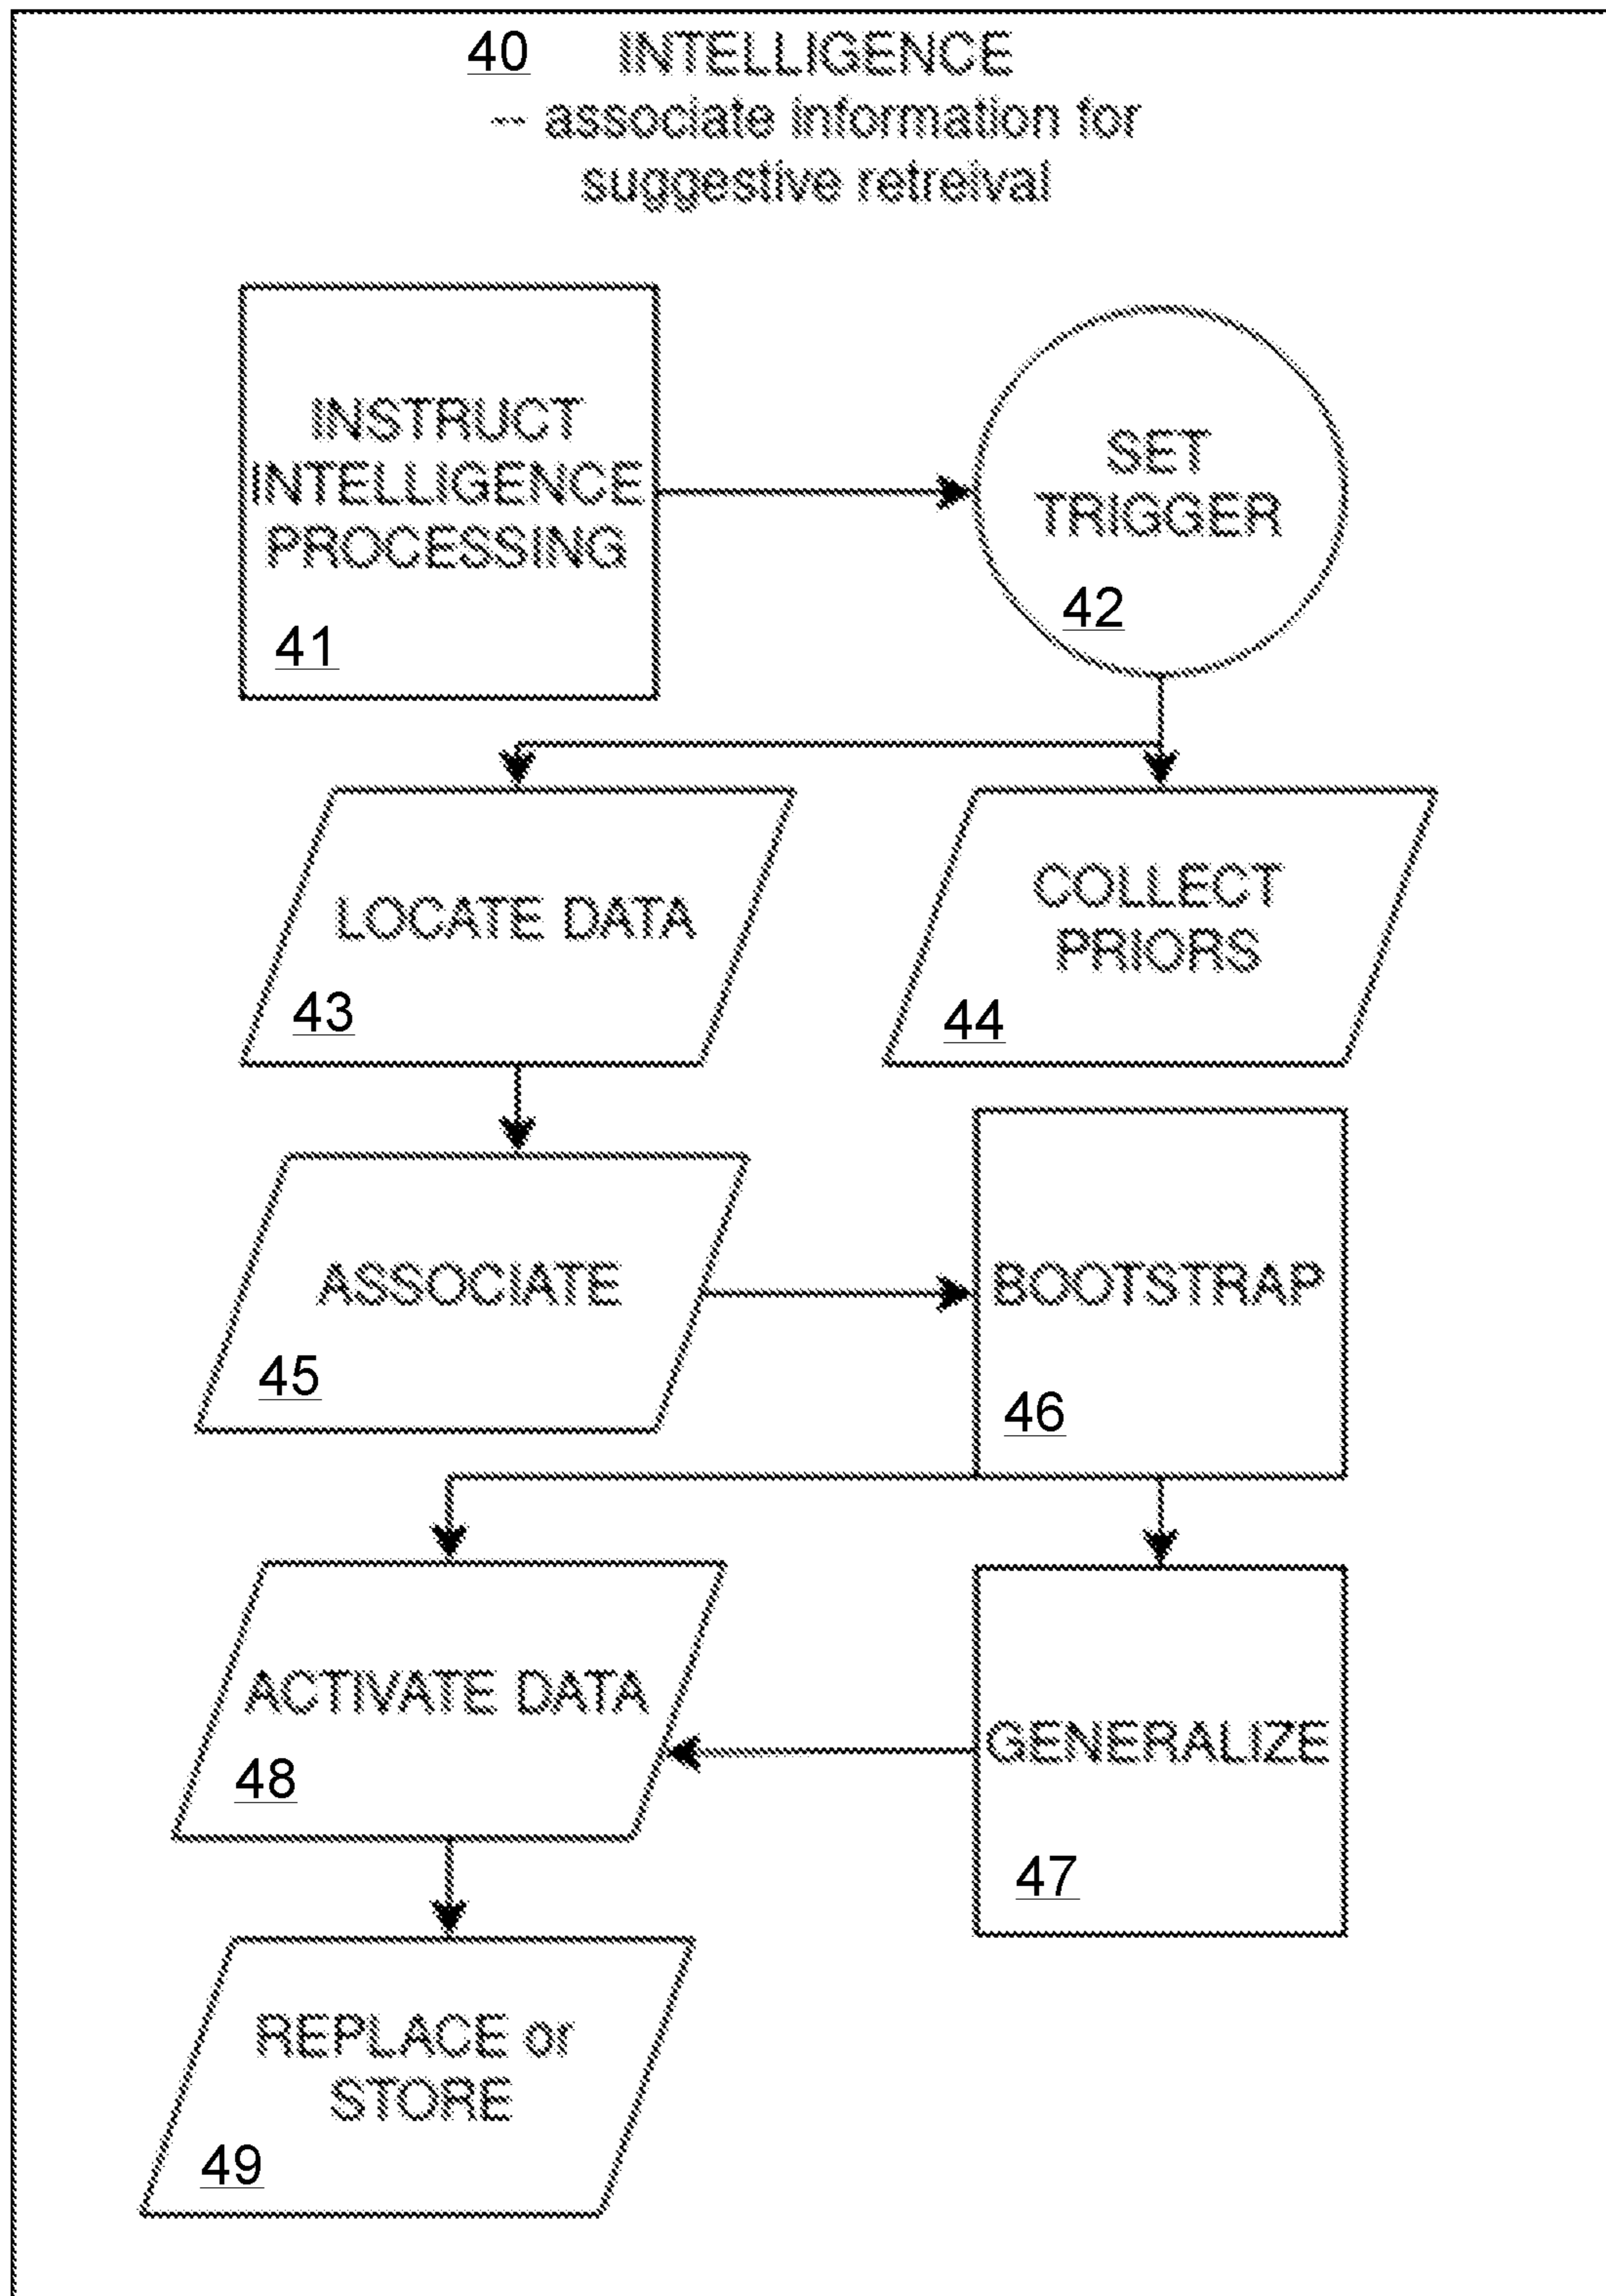 40 INTELLIGENCE
-- associate information for
suggestive retreival
INSTRUCT
INTELLIGENCE
PROCESSING
41
SET
TRIGGER
42
LOCATE DATA
43
COLLECT
PRIORS
44
ASSOCIATE
45
BOOTSTRAP
46
ACTIVATE DATA
48
GENERALIZE
47
REPLACE or
STORE
49